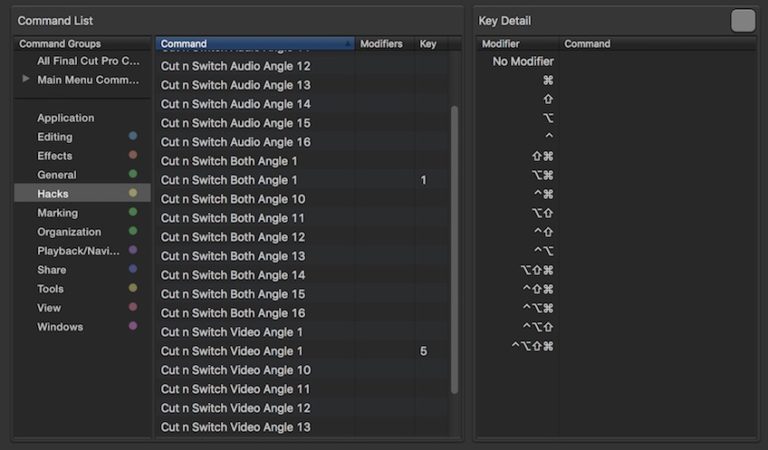 Command List
Command Groups
All Final Cut Pro C...
Main Menu Comm...
Application
Editing
Effects
General
Hacks
Marking
Organization
Playback/Navi...
Share
Tools
View
Windows
Command Modifiers Key
Cut n Switch Audio Angle 11
Cut n Switch Audio Angle 12
Cut n Switch Audio Angle 13
Cut n Switch Audio Angle 14
Cut n Switch Audio Angle 15
Cut n Switch Audio Angle 16
Cut n Switch Both Angle 1
Cut n Switch Both Angle 1 1
Cut n Switch Both Angle 10
Cut n Switch Both Angle 11
Cut n Switch Both Angle 12
Cut n Switch Both Angle 13
Cut n Switch Both Angle 14
Cut n Switch Both Angle 15
Cut n Switch Both Angle 16
Cut n Switch Video Angle 1
Cut n Switch Video Angle 1 5
Cut n Switch Video Angle 10
Cut n Switch Video Angle 11
Cut n Switch Video Angle 12
Cut n Switch Video Angle 13
Key Detail
Modifier Command
No Modifier
⌘
⇧
⌥
^
⇧⌘
⌥⌘
^⌘
⌥⇧
^⇧
^⌥
⌥⇧⌘
^⇧⌘
^⌥⌘
^⌥⇧
^⌥⇧⌘